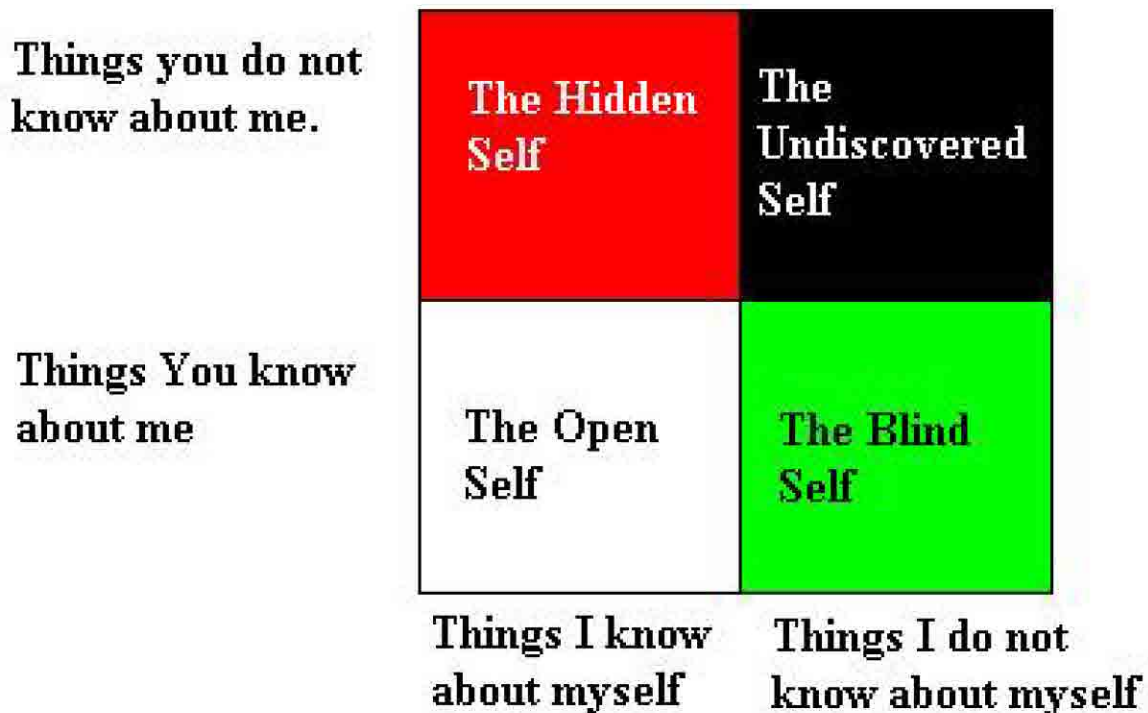 Things you do not
know about me.
The Hidden
Self
The
Undiscovered
Self
Things You know
about me
The Open
Self
The Blind
Self
Things I know
about myself
Things I do not
know about myself